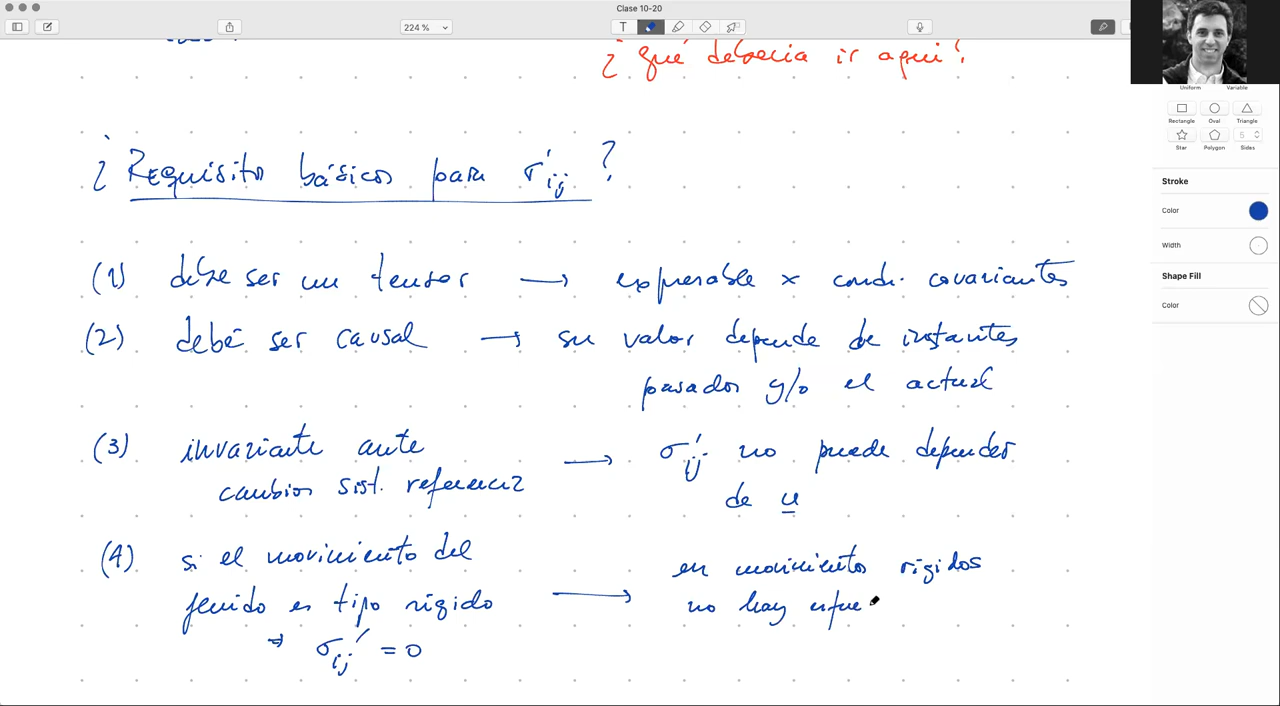 Clase 10-20
224 %
T
¿qué debería ir aquí?
Uniform Variable
Rectangle Oval Triangle
5
Star Polygon Sides
Stroke
Color
Width
Shape Fill
Color
¿Requisito básicos para σ'ij?
(1) debe ser un tensor → expresable x coord. covariantes
(2) debe ser causal → su valor depende de instantes
pasados y/o el actual
(3) invariante ante
cambios sist. referencia → σ'ij no puede depender
de u
(4) si el movimiento del
fluido es tipo rígido → en movimientos rígidos
no hay esfue
⇒ σ'ij = 0